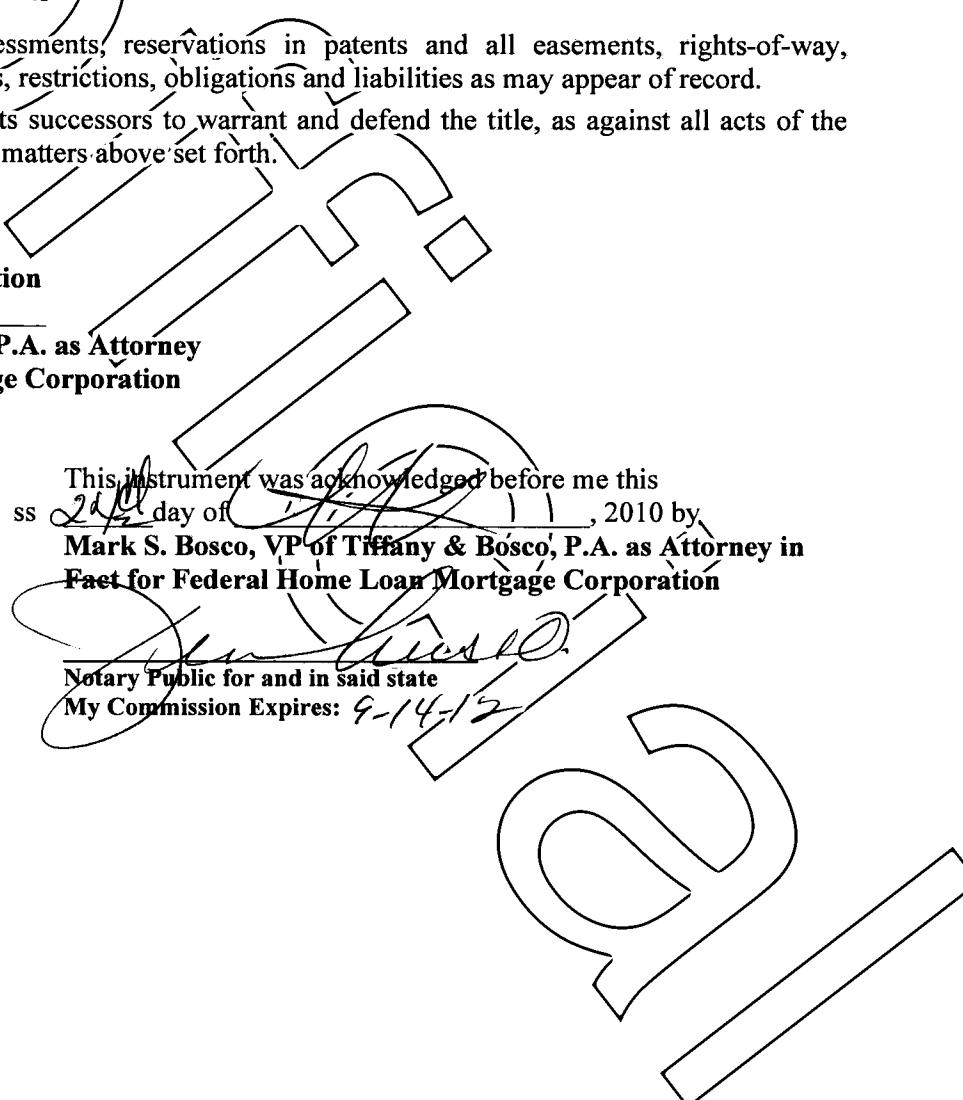 essments, reservations in patents and all easements, rights-of-way,
s, restrictions, obligations and liabilities as may appear of record.
ts successors to warrant and defend the title, as against all acts of the
matters above set forth.
tion
P.A. as Attorney
ge Corporation
This instrument was acknowledged before me this
ss day of , 2010 by
Mark S. Bosco, VP of Tiffany & Bosco, P.A. as Attorney in
Fact for Federal Home Loan Mortgage Corporation
Notary Public for and in said state
My Commission Expires: 9-14-12
fficial